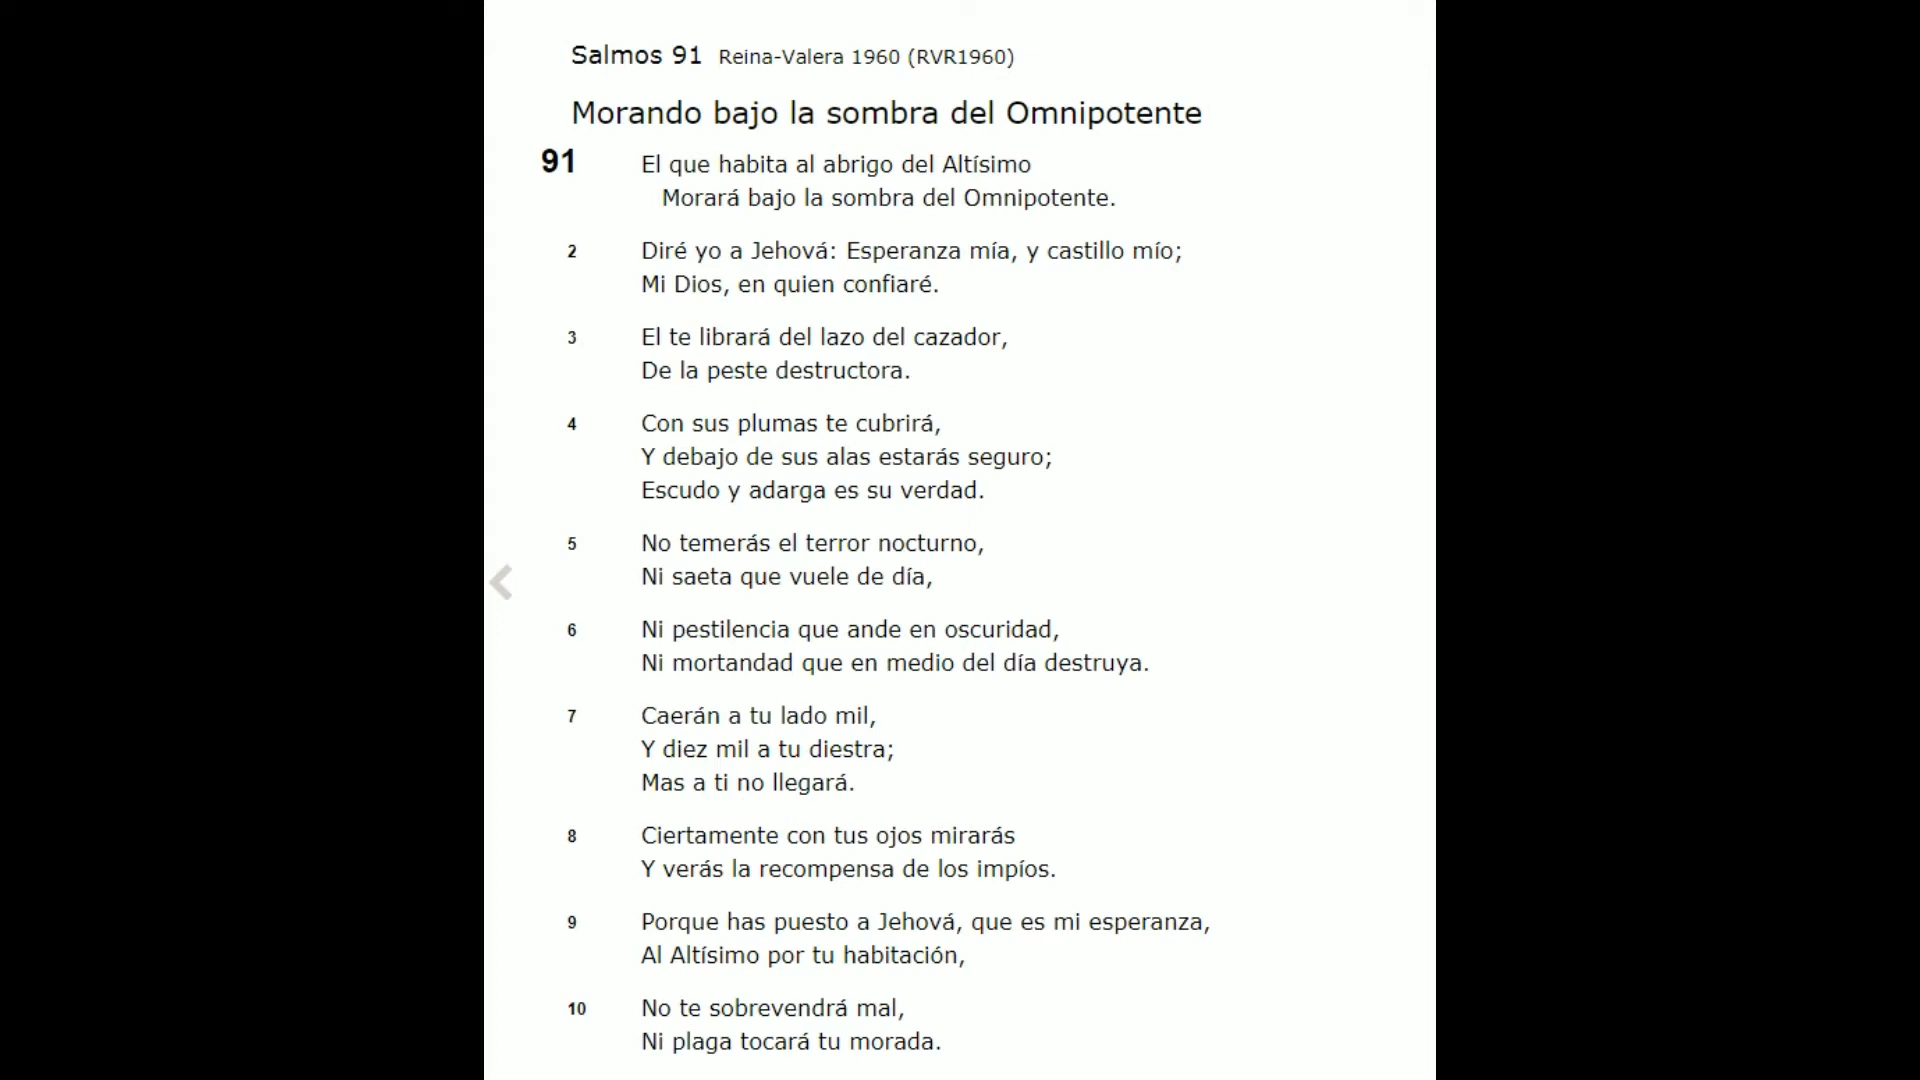 Salmos 91 Reina-Valera 1960 (RVR1960)
Morando bajo la sombra del Omnipotente
91 El que habita al abrigo del Altísimo
Morará bajo la sombra del Omnipotente.
2 Diré yo a Jehová: Esperanza mía, y castillo mío;
Mi Dios, en quien confiaré.
3 El te librará del lazo del cazador,
De la peste destructora.
4 Con sus plumas te cubrirá,
Y debajo de sus alas estarás seguro;
Escudo y adarga es su verdad.
5 No temerás el terror nocturno,
Ni saeta que vuele de día,
6 Ni pestilencia que ande en oscuridad,
Ni mortandad que en medio del día destruya.
7 Caerán a tu lado mil,
Y diez mil a tu diestra;
Mas a ti no llegará.
8 Ciertamente con tus ojos mirarás
Y verás la recompensa de los impíos.
9 Porque has puesto a Jehová, que es mi esperanza,
Al Altísimo por tu habitación,
10 No te sobrevendrá mal,
Ni plaga tocará tu morada.